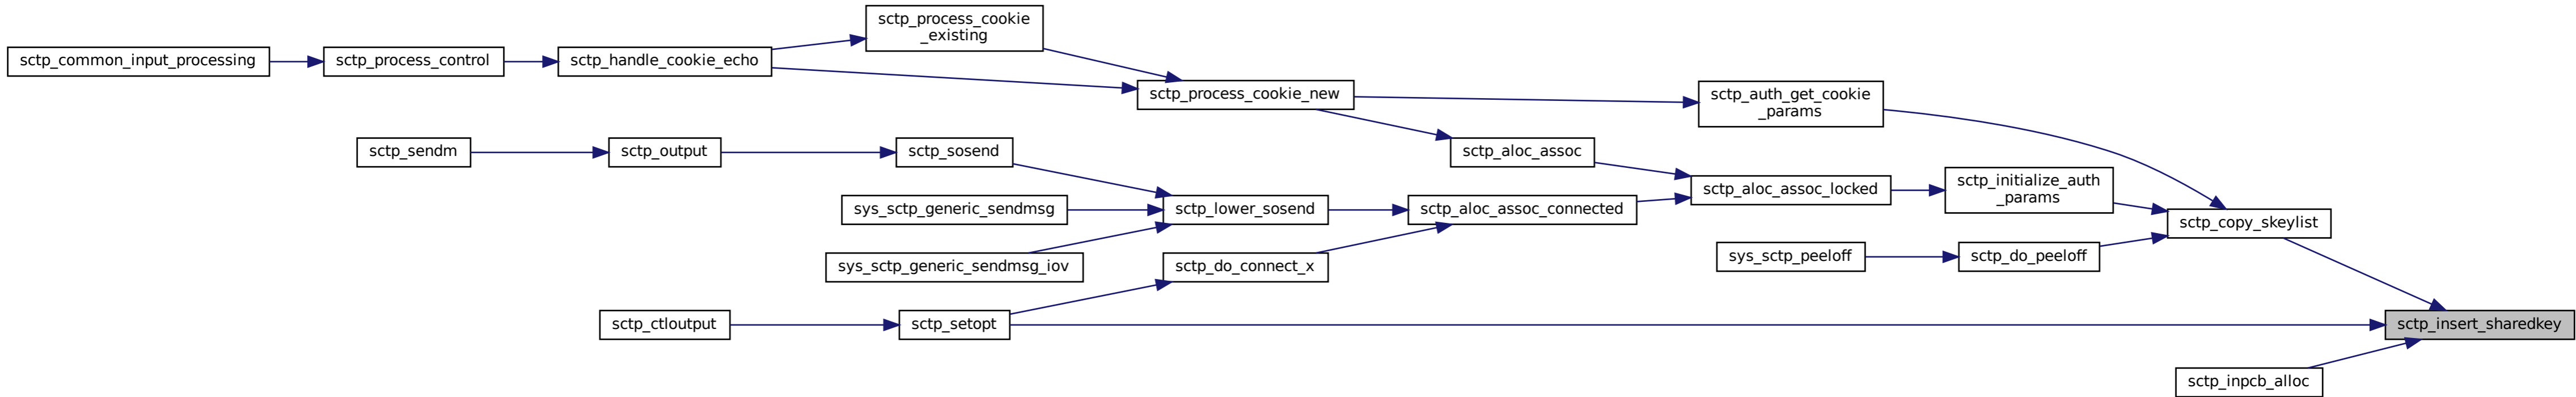 sctp_process_cookie
_existing
sctp_common_input_processing
sctp_process_control
sctp_handle_cookie_echo
sctp_process_cookie_new
sctp_auth_get_cookie
_params
sctp_sendm
sctp_output
sctp_sosend
sctp_aloc_assoc
sctp_initialize_auth
_params
sctp_aloc_assoc_locked
sys_sctp_generic_sendmsg
sctp_lower_sosend
sctp_aloc_assoc_connected
sctp_copy_skeylist
sys_sctp_generic_sendmsg_iov
sctp_do_connect_x
sys_sctp_peeloff
sctp_do_peeloff
sctp_ctloutput
sctp_setopt
sctp_insert_sharedkey
sctp_inpcb_alloc